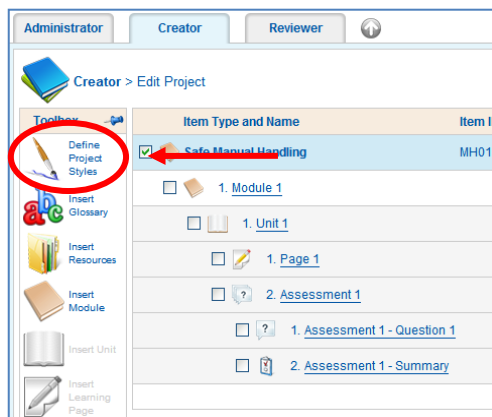 Administrator
Creator
Reviewer
Creator > Edit Project
Toolbox
Item Type and Name
Item I
Define
Project
Styles
Safe Manual Handling
MH01
Insert
Glossary
1. Module 1
Insert
Resources
1. Unit 1
1. Page 1
Insert
Module
2. Assessment 1
Insert Unit
1. Assessment 1 - Question 1
2. Assessment 1 - Summary
Insert
Learning
Page